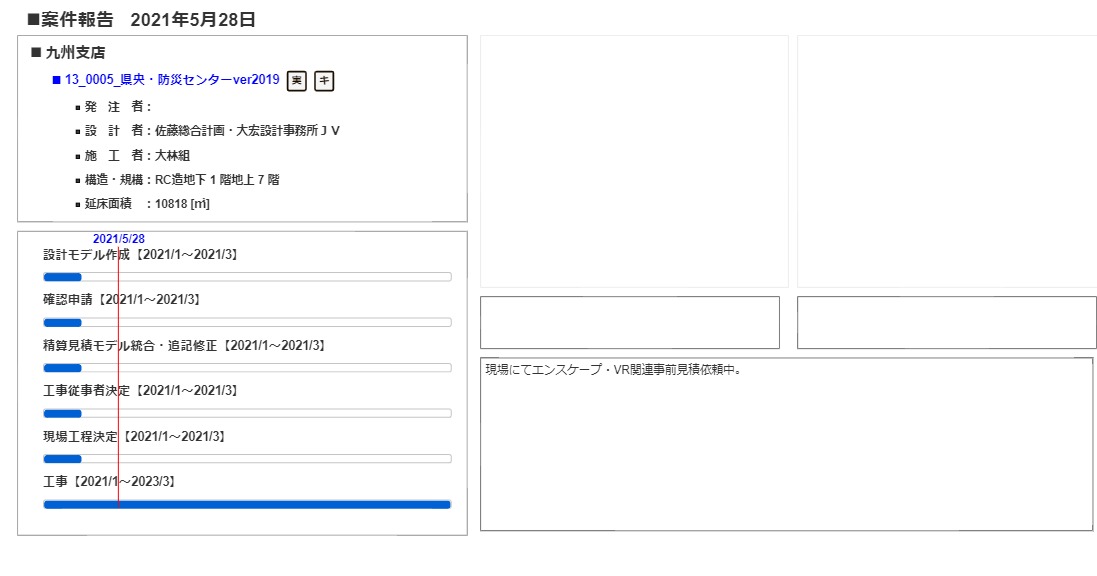 ■案件報告　2021年5月28日
■ 九州支店
■ 13_0005_県央・防災センターver2019 実 キ
▪ 発　注　者：
▪ 設　計　者：佐藤総合計画・大宏設計事務所ＪＶ
▪ 施　工　者：大林組
▪ 構造・規模：RC造地下１階地上７階
▪ 延床面積　：10818 [㎡]
2021/5/28
設計モデル作成【2021/1～2021/3】
確認申請【2021/1～2021/3】
精算見積モデル統合・追記修正【2021/1～2021/3】
工事従事者決定【2021/1～2021/3】
現場工程決定【2021/1～2021/3】
工事【2021/1～2023/3】
現場にてエンスケープ・VR関連事前見積依頼中。